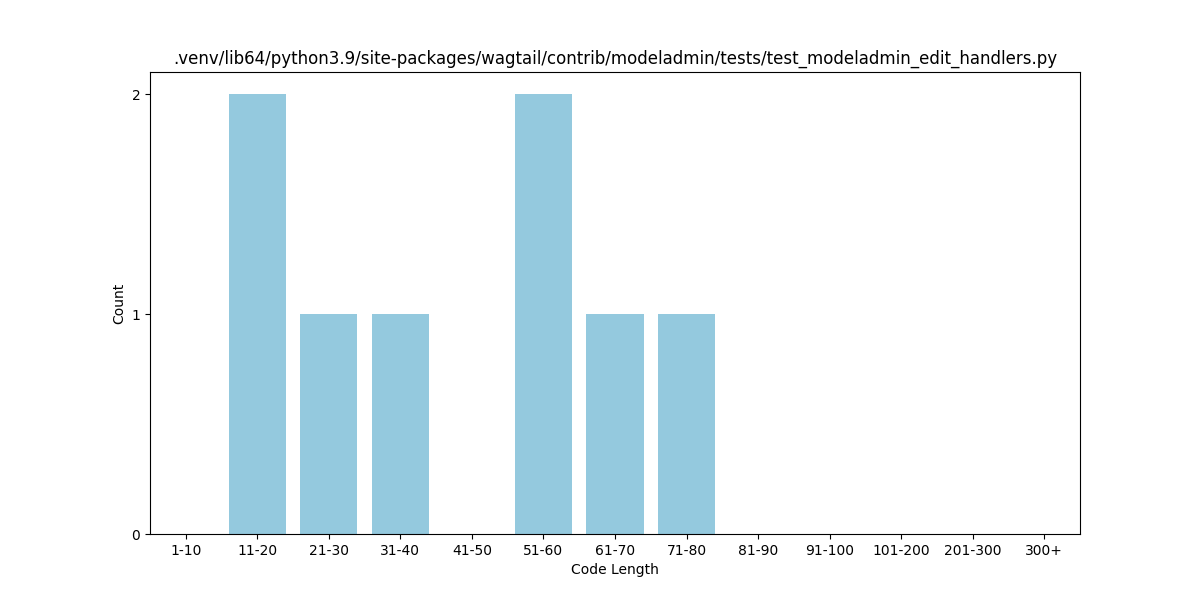 .venv/lib64/python3.9/site-packages/wagtail/contrib/modeladmin/tests/test_modeladmin_edit_handlers.py
2
1
0
Count
1-10 11-20 21-30 31-40 41-50 51-60 61-70 71-80 81-90 91-100 101-200 201-300 300+
Code Length